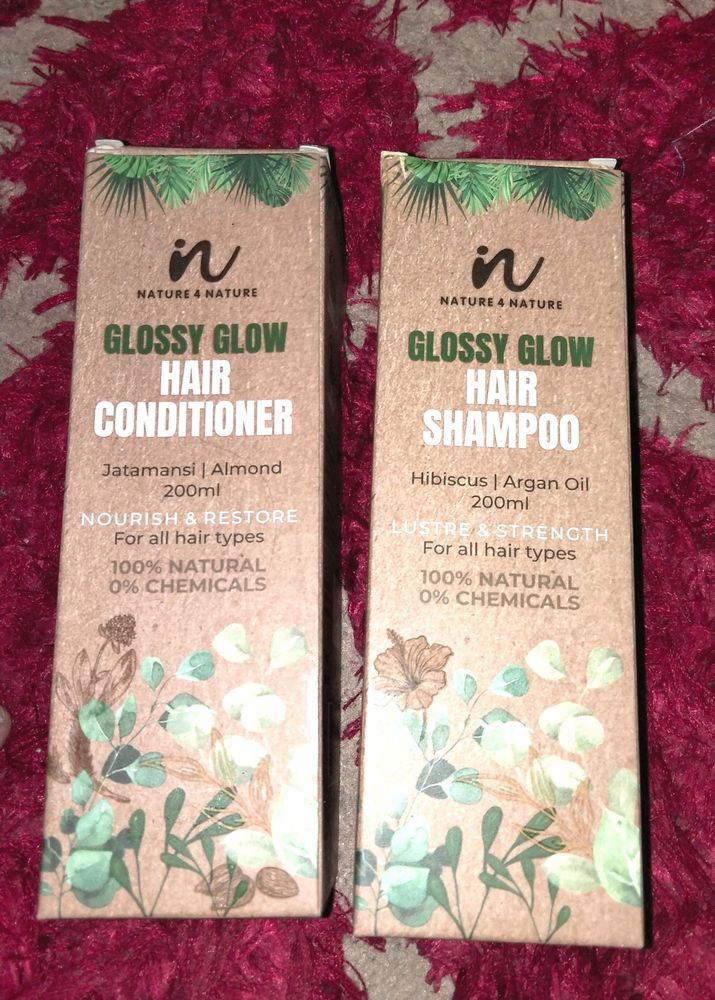 NATURE 4 NATURE
GLOSSY GLOW
HAIR
CONDITIONER
Jatamansi | Almond
200ml
NOURISH & RESTORE
For all hair types
100% NATURAL
0% CHEMICALS
NATURE 4 NATURE
GLOSSY GLOW
HAIR
SHAMPOO
Hibiscus | Argan Oil
200ml
LUSTRE & STRENGTH
For all hair types
100% NATURAL
0% CHEMICALS